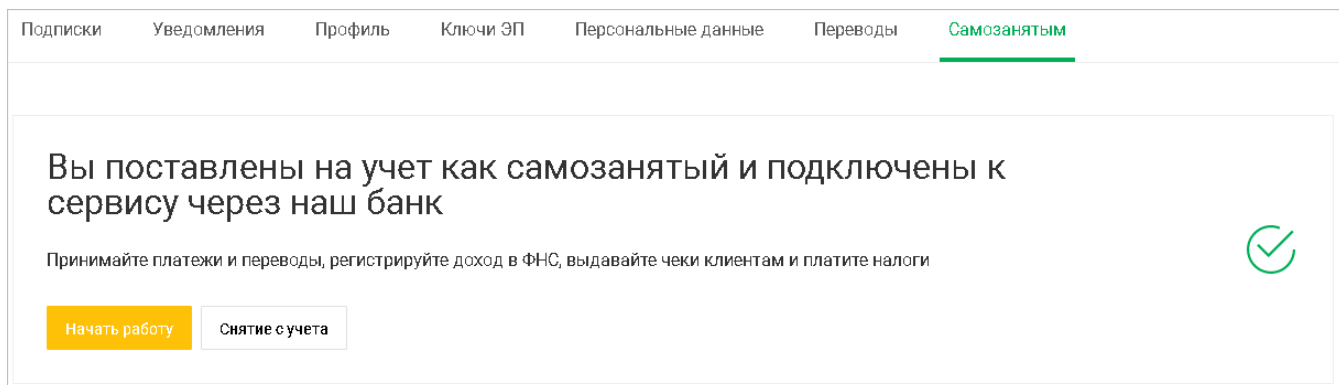 Подписки Уведомления Профиль Ключи ЭП Персональные данные Переводы Самозанятым
Вы поставлены на учет как самозанятый и подключены к
сервису через наш банк
Принимайте платежи и переводы, регистрируйте доход в ФНС, выдавайте чеки клиентам и платите налоги
Начать работу Снятие с учета